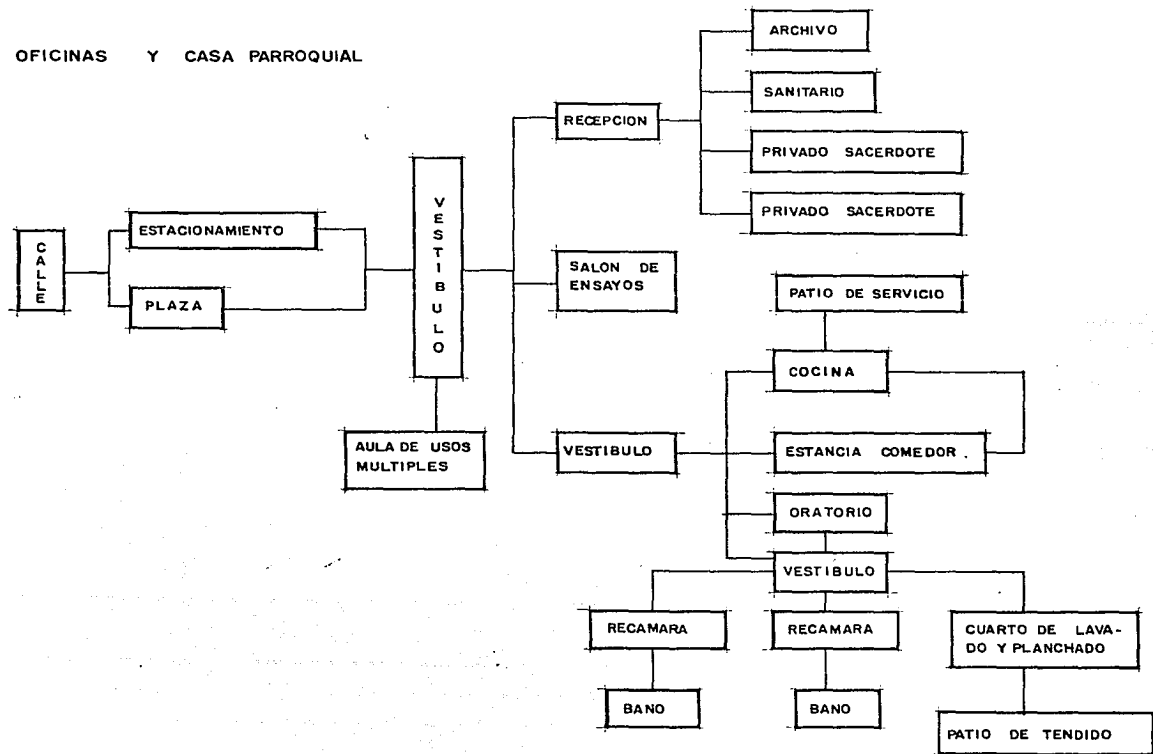 OFICINAS Y CASA PARROQUIAL
ARCHIVO
SANITARIO
RECEPCION
PRIVADO SACERDOTE
PRIVADO SACERDOTE
CALLE
ESTACIONAMIENTO
PLAZA
VESTIBULO
SALON DE
ENSAYOS
PATIO DE SERVICIO
COCINA
AULA DE USOS
MULTIPLES
VESTIBULO
ESTANCIA COMEDOR.
ORATORIO
VESTIBULO
RECAMARA
RECAMARA
CUARTO DE LAVA-
DO Y PLANCHADO
BANO
BANO
PATIO DE TENDIDO